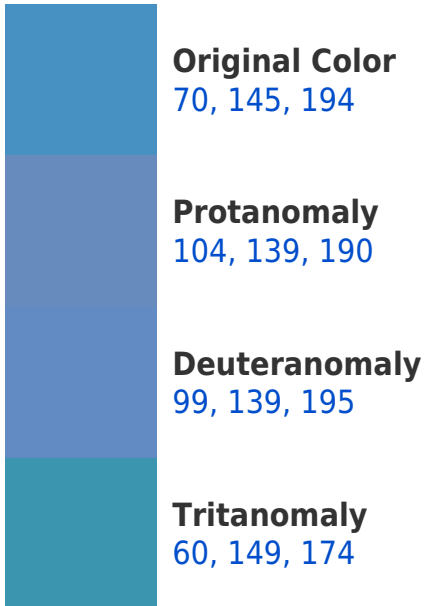 Original Color
70, 145, 194
Protanomaly
104, 139, 190
Deuteranomaly
99, 139, 195
Tritanomaly
60, 149, 174